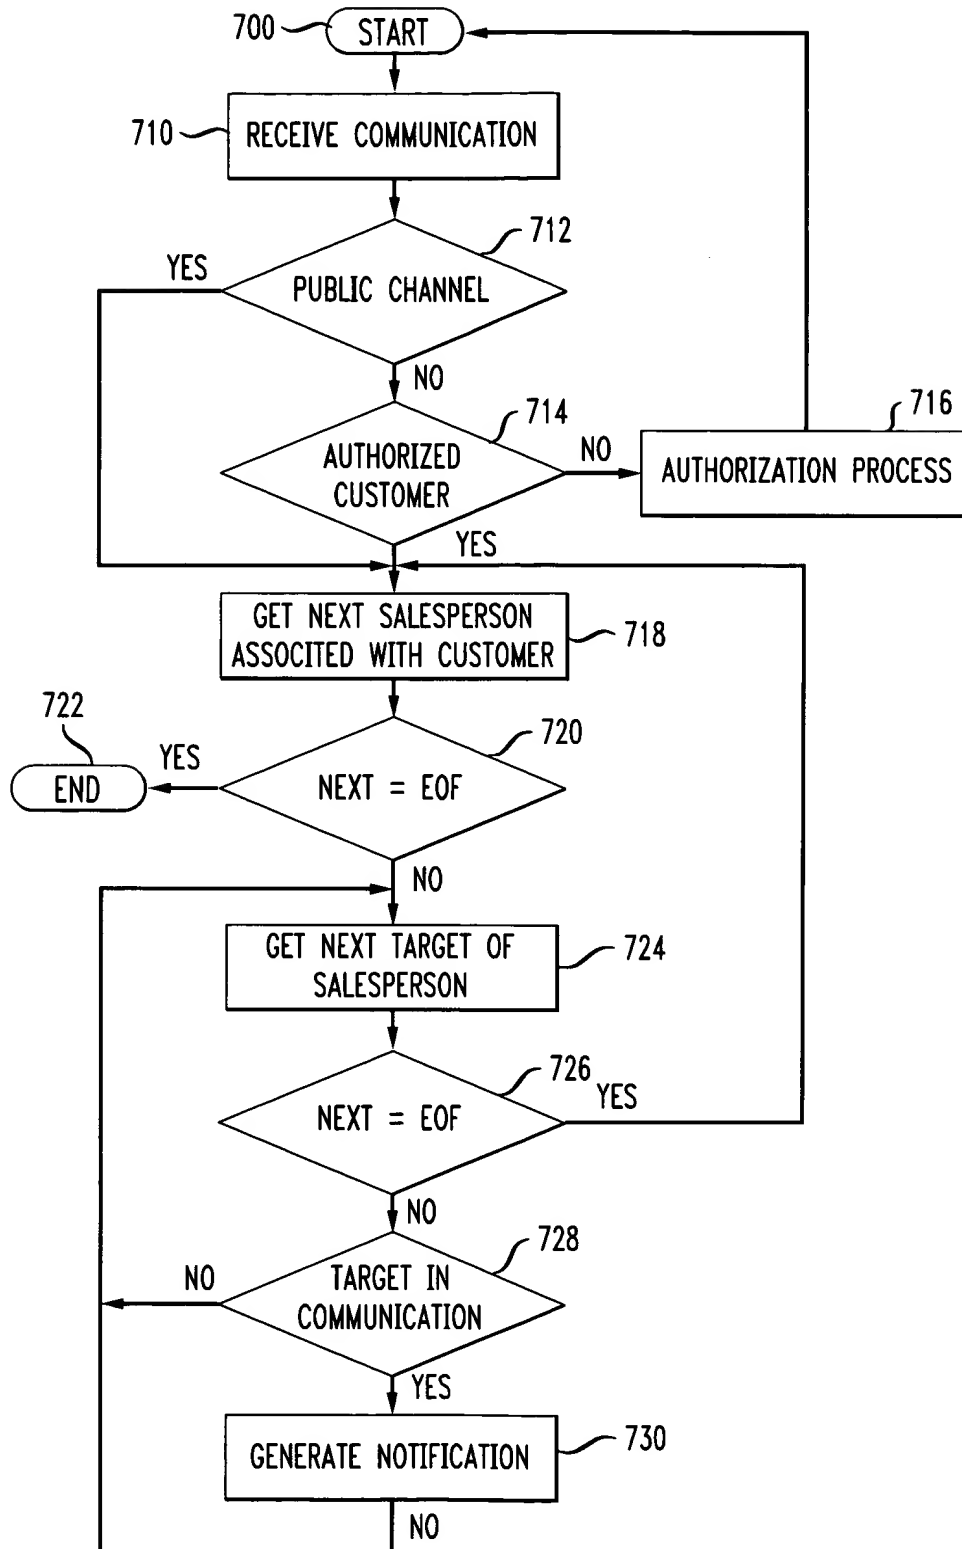 700
START
710
RECEIVE COMMUNICATION
712
YES
PUBLIC CHANNEL
NO
714
716
AUTHORIZED
CUSTOMER
NO
AUTHORIZATION PROCESS
YES
GET NEXT SALESPERSON
ASSOCITED WITH CUSTOMER
718
722
720
YES
END
NEXT = EOF
NO
GET NEXT TARGET OF
SALESPERSON
724
726
NEXT = EOF
YES
NO
728
NO
TARGET IN
COMMUNICATION
YES
GENERATE NOTIFICATION
730
NO